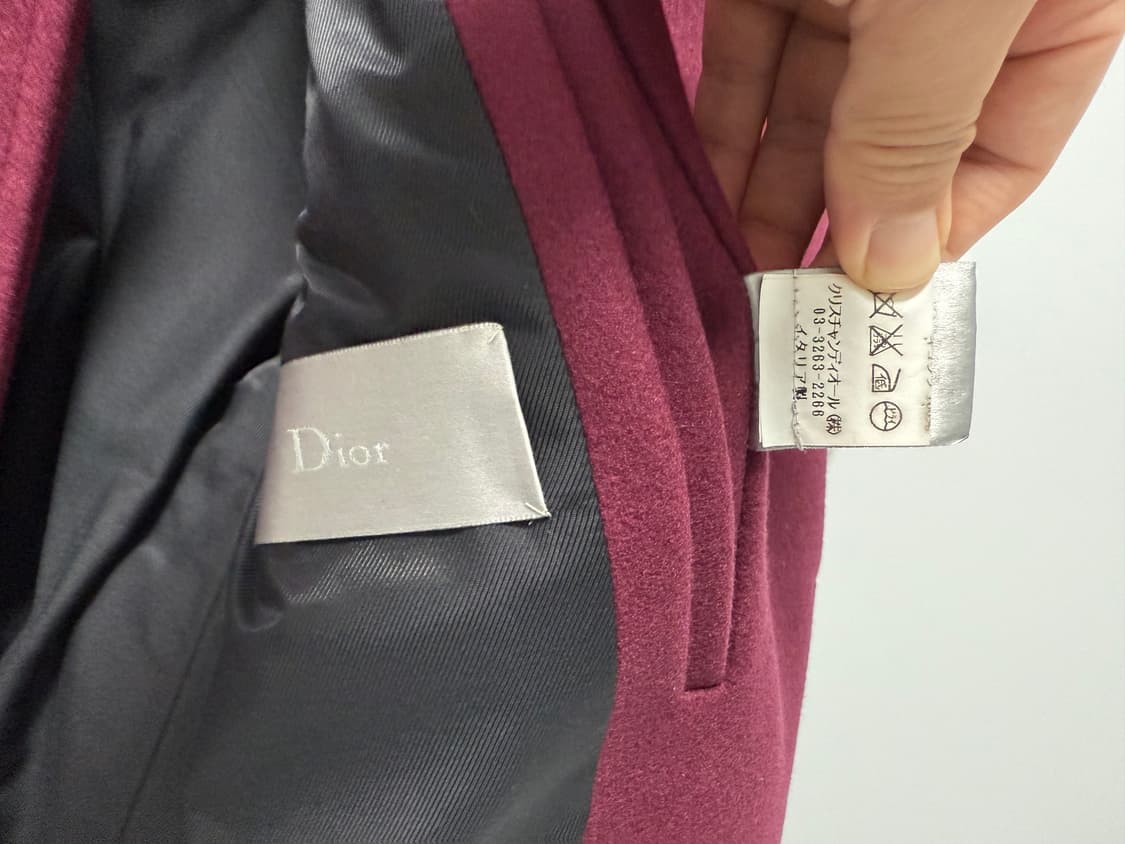 Dior
クリスチャンディオール(株)
03-3263-2266
イタリア製